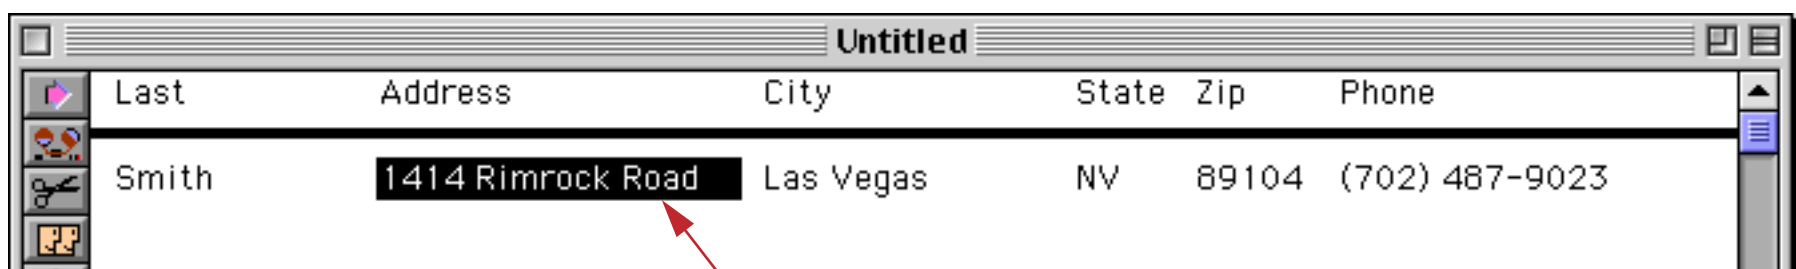 Untitled
Last Address City State Zip Phone
Smith 1414 Rimrock Road Las Vegas NV 89104 (702) 487-9023